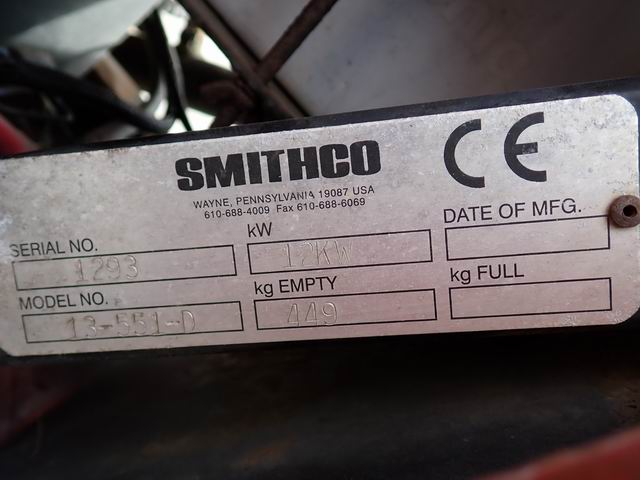 SMITHCO
CE
WAYNE, PENNSYLVANIA 19087 USA
610-688-4009 Fax 610-688-6069
SERIAL NO. 1293
kW 12KW
DATE OF MFG.
MODEL NO. 13-551-D
kg EMPTY 449
kg FULL